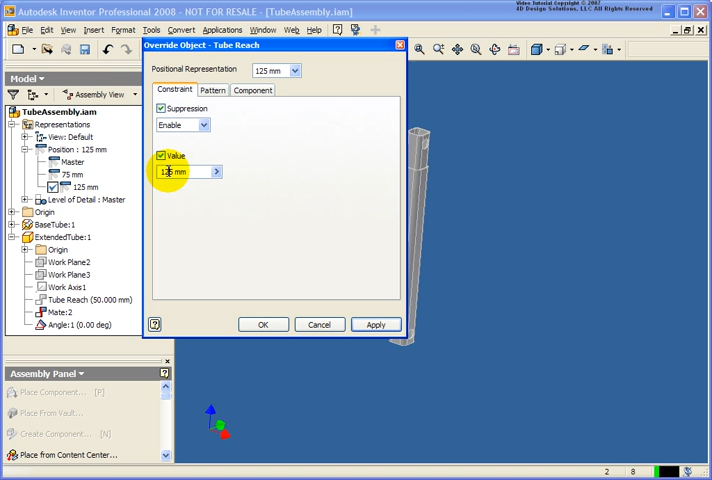 Autodesk Inventor Professional 2008 - NOT FOR RESALE - [TubeAssembly.iam]
Video Tutorial Copyright © 2007
4D Design Solutions, LLC All Rights Reserved
File Edit View Insert Format Tools Convert Applications Window Web Help
Override Object - Tube Reach
Model
Assembly View
TubeAssembly.iam
Representations
View: Default
Position : 125 mm
Master
75 mm
125 mm
Level of Detail : Master
Origin
BaseTube:1
ExtendedTube:1
Origin
Work Plane2
Work Plane3
Work Axis1
Tube Reach (50.000 mm)
Mate:2
Angle:1 (0.00 deg)
Positional Representation
125 mm
Constraint Pattern Component
Suppression
Enable
Value
125 mm
OK Cancel Apply
Assembly Panel
Place Component... [P]
Place From Vault...
Create Component... [N]
Place from Content Center...
2 8